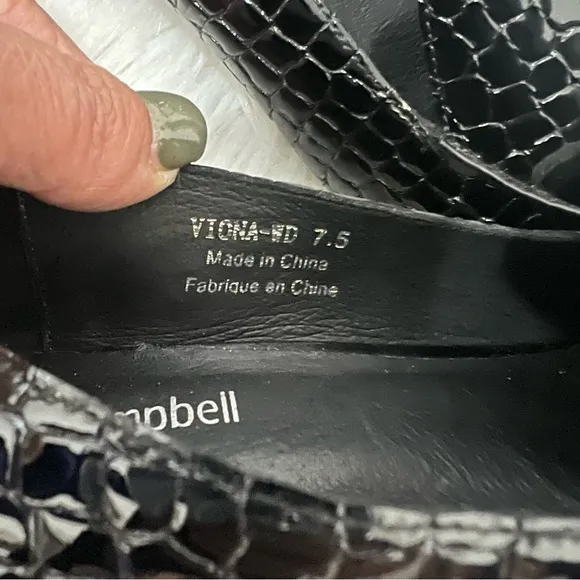 VIONA-WD 7.5
Made in China
Fabrique en Chine
mpbell